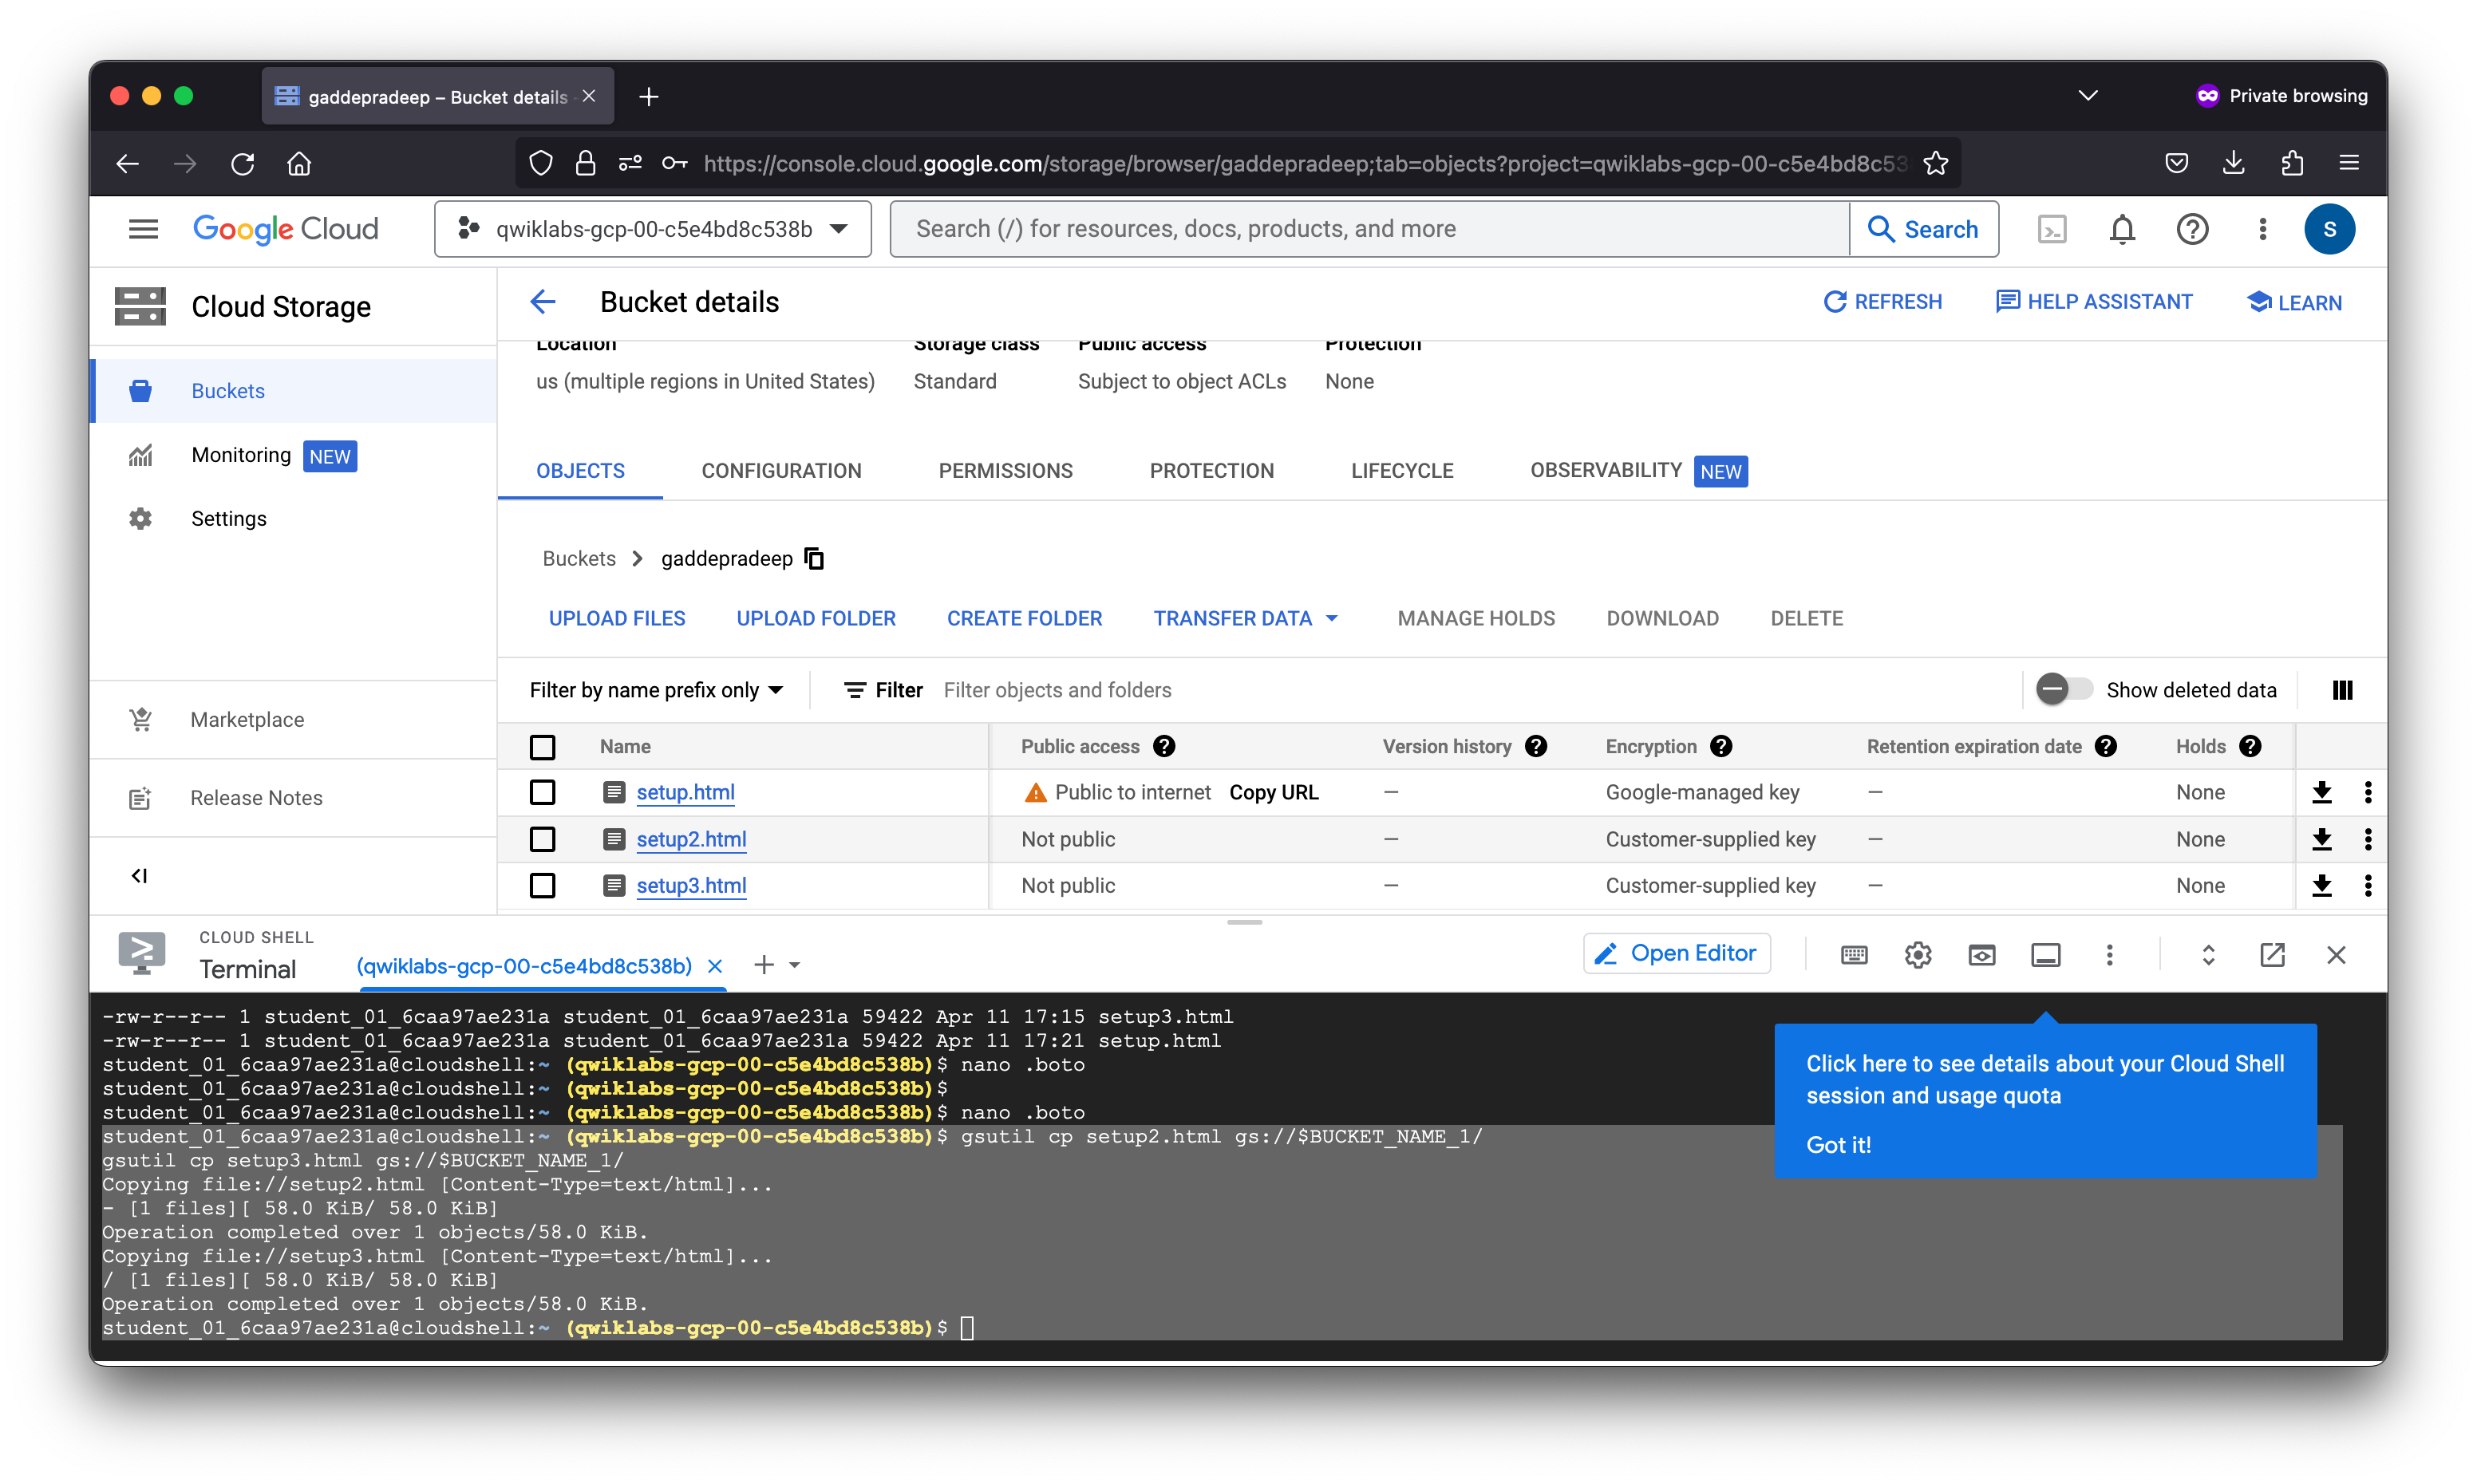 gaddepradeep – Bucket details
Private browsing
https://console.cloud.google.com/storage/browser/gaddepradeep;tab=objects?project=qwiklabs-gcp-00-c5e4bd8c53
Google Cloud
qwiklabs-gcp-00-c5e4bd8c538b
Search (/) for resources, docs, products, and more
Search
S
Cloud Storage
Bucket details
REFRESH
HELP ASSISTANT
LEARN
Location Storage class Public access Protection
us (multiple regions in United States) Standard Subject to object ACLs None
Buckets
Monitoring NEW
Settings
Marketplace
Release Notes
OBJECTS CONFIGURATION PERMISSIONS PROTECTION LIFECYCLE OBSERVABILITY NEW
Buckets > gaddepradeep
UPLOAD FILES UPLOAD FOLDER CREATE FOLDER TRANSFER DATA MANAGE HOLDS DOWNLOAD DELETE
Filter by name prefix only Filter Filter objects and folders Show deleted data
Name Public access Version history Encryption Retention expiration date Holds
setup.html Public to internet Copy URL — Google-managed key — None
setup2.html Not public — Customer-supplied key — None
setup3.html Not public — Customer-supplied key — None
CLOUD SHELL
Terminal (qwiklabs-gcp-00-c5e4bd8c538b) Open Editor
-rw-r--r-- 1 student_01_6caa97ae231a student_01_6caa97ae231a 59422 Apr 11 17:15 setup3.html
-rw-r--r-- 1 student_01_6caa97ae231a student_01_6caa97ae231a 59422 Apr 11 17:21 setup.html
student_01_6caa97ae231a@cloudshell:~ (qwiklabs-gcp-00-c5e4bd8c538b)$ nano .boto
student_01_6caa97ae231a@cloudshell:~ (qwiklabs-gcp-00-c5e4bd8c538b)$
student_01_6caa97ae231a@cloudshell:~ (qwiklabs-gcp-00-c5e4bd8c538b)$ nano .boto
student_01_6caa97ae231a@cloudshell:~ (qwiklabs-gcp-00-c5e4bd8c538b)$ gsutil cp setup2.html gs://$BUCKET_NAME_1/
gsutil cp setup3.html gs://$BUCKET_NAME_1/
Copying file://setup2.html [Content-Type=text/html]...
- [1 files][ 58.0 KiB/ 58.0 KiB]
Operation completed over 1 objects/58.0 KiB.
Copying file://setup3.html [Content-Type=text/html]...
/ [1 files][ 58.0 KiB/ 58.0 KiB]
Operation completed over 1 objects/58.0 KiB.
student_01_6caa97ae231a@cloudshell:~ (qwiklabs-gcp-00-c5e4bd8c538b)$
Click here to see details about your Cloud Shell
session and usage quota
Got it!